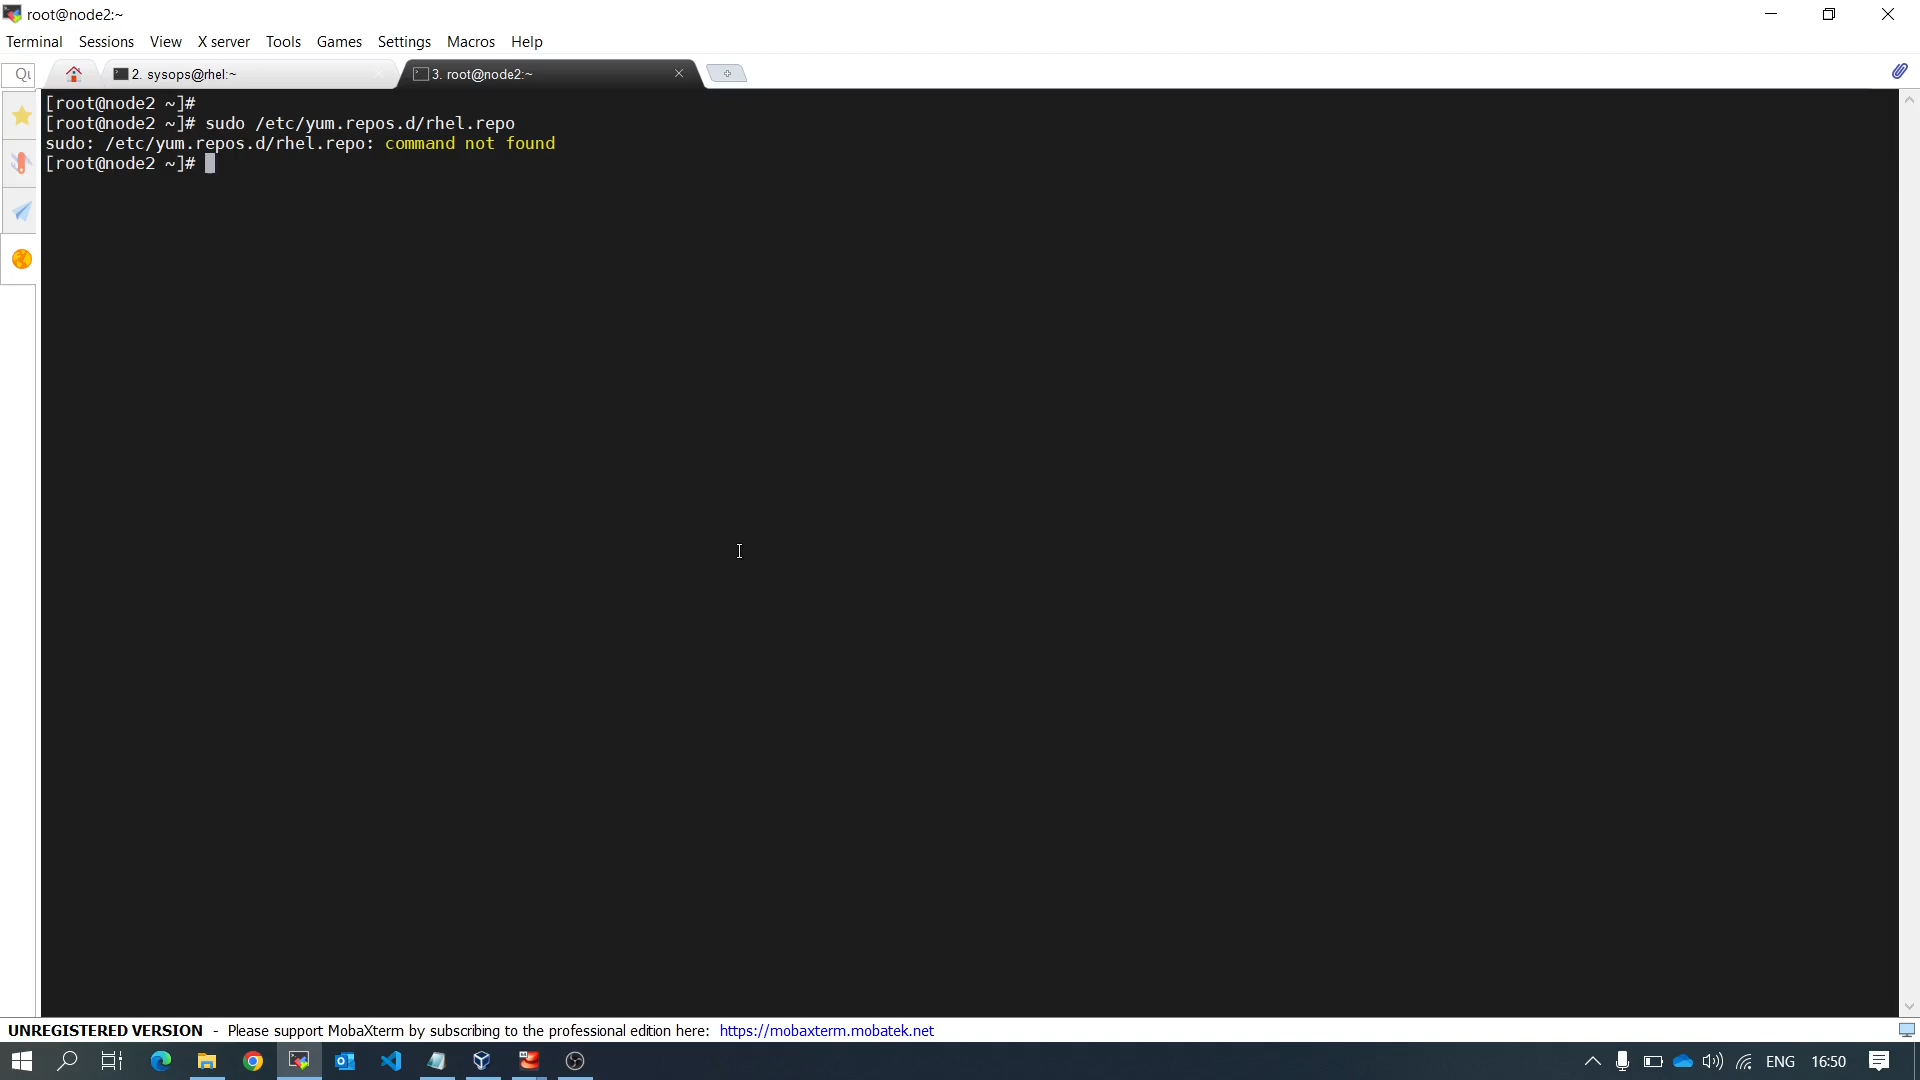 root@node2:~
Terminal Sessions View X server Tools Games Settings Macros Help
2. sysops@rhel:~ 3. root@node2:~
[root@node2 ~]#
[root@node2 ~]# sudo /etc/yum.repos.d/rhel.repo
sudo: /etc/yum.repos.d/rhel.repo: command not found
[root@node2 ~]#
UNREGISTERED VERSION - Please support MobaXterm by subscribing to the professional edition here: https://mobaxterm.mobatek.net
ENG 16:50